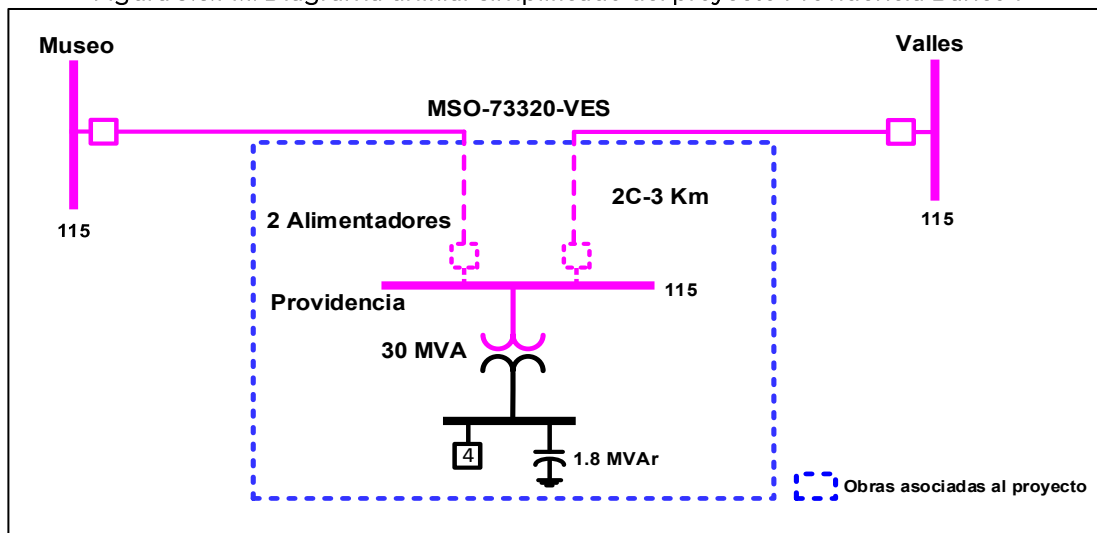 Museo
Valles
MSO-73320-VES
2C-3 Km
2 Alimentadores
115
115
Providencia
115
30 MVA
4
1.8 MVAr
Obras asociadas al proyecto